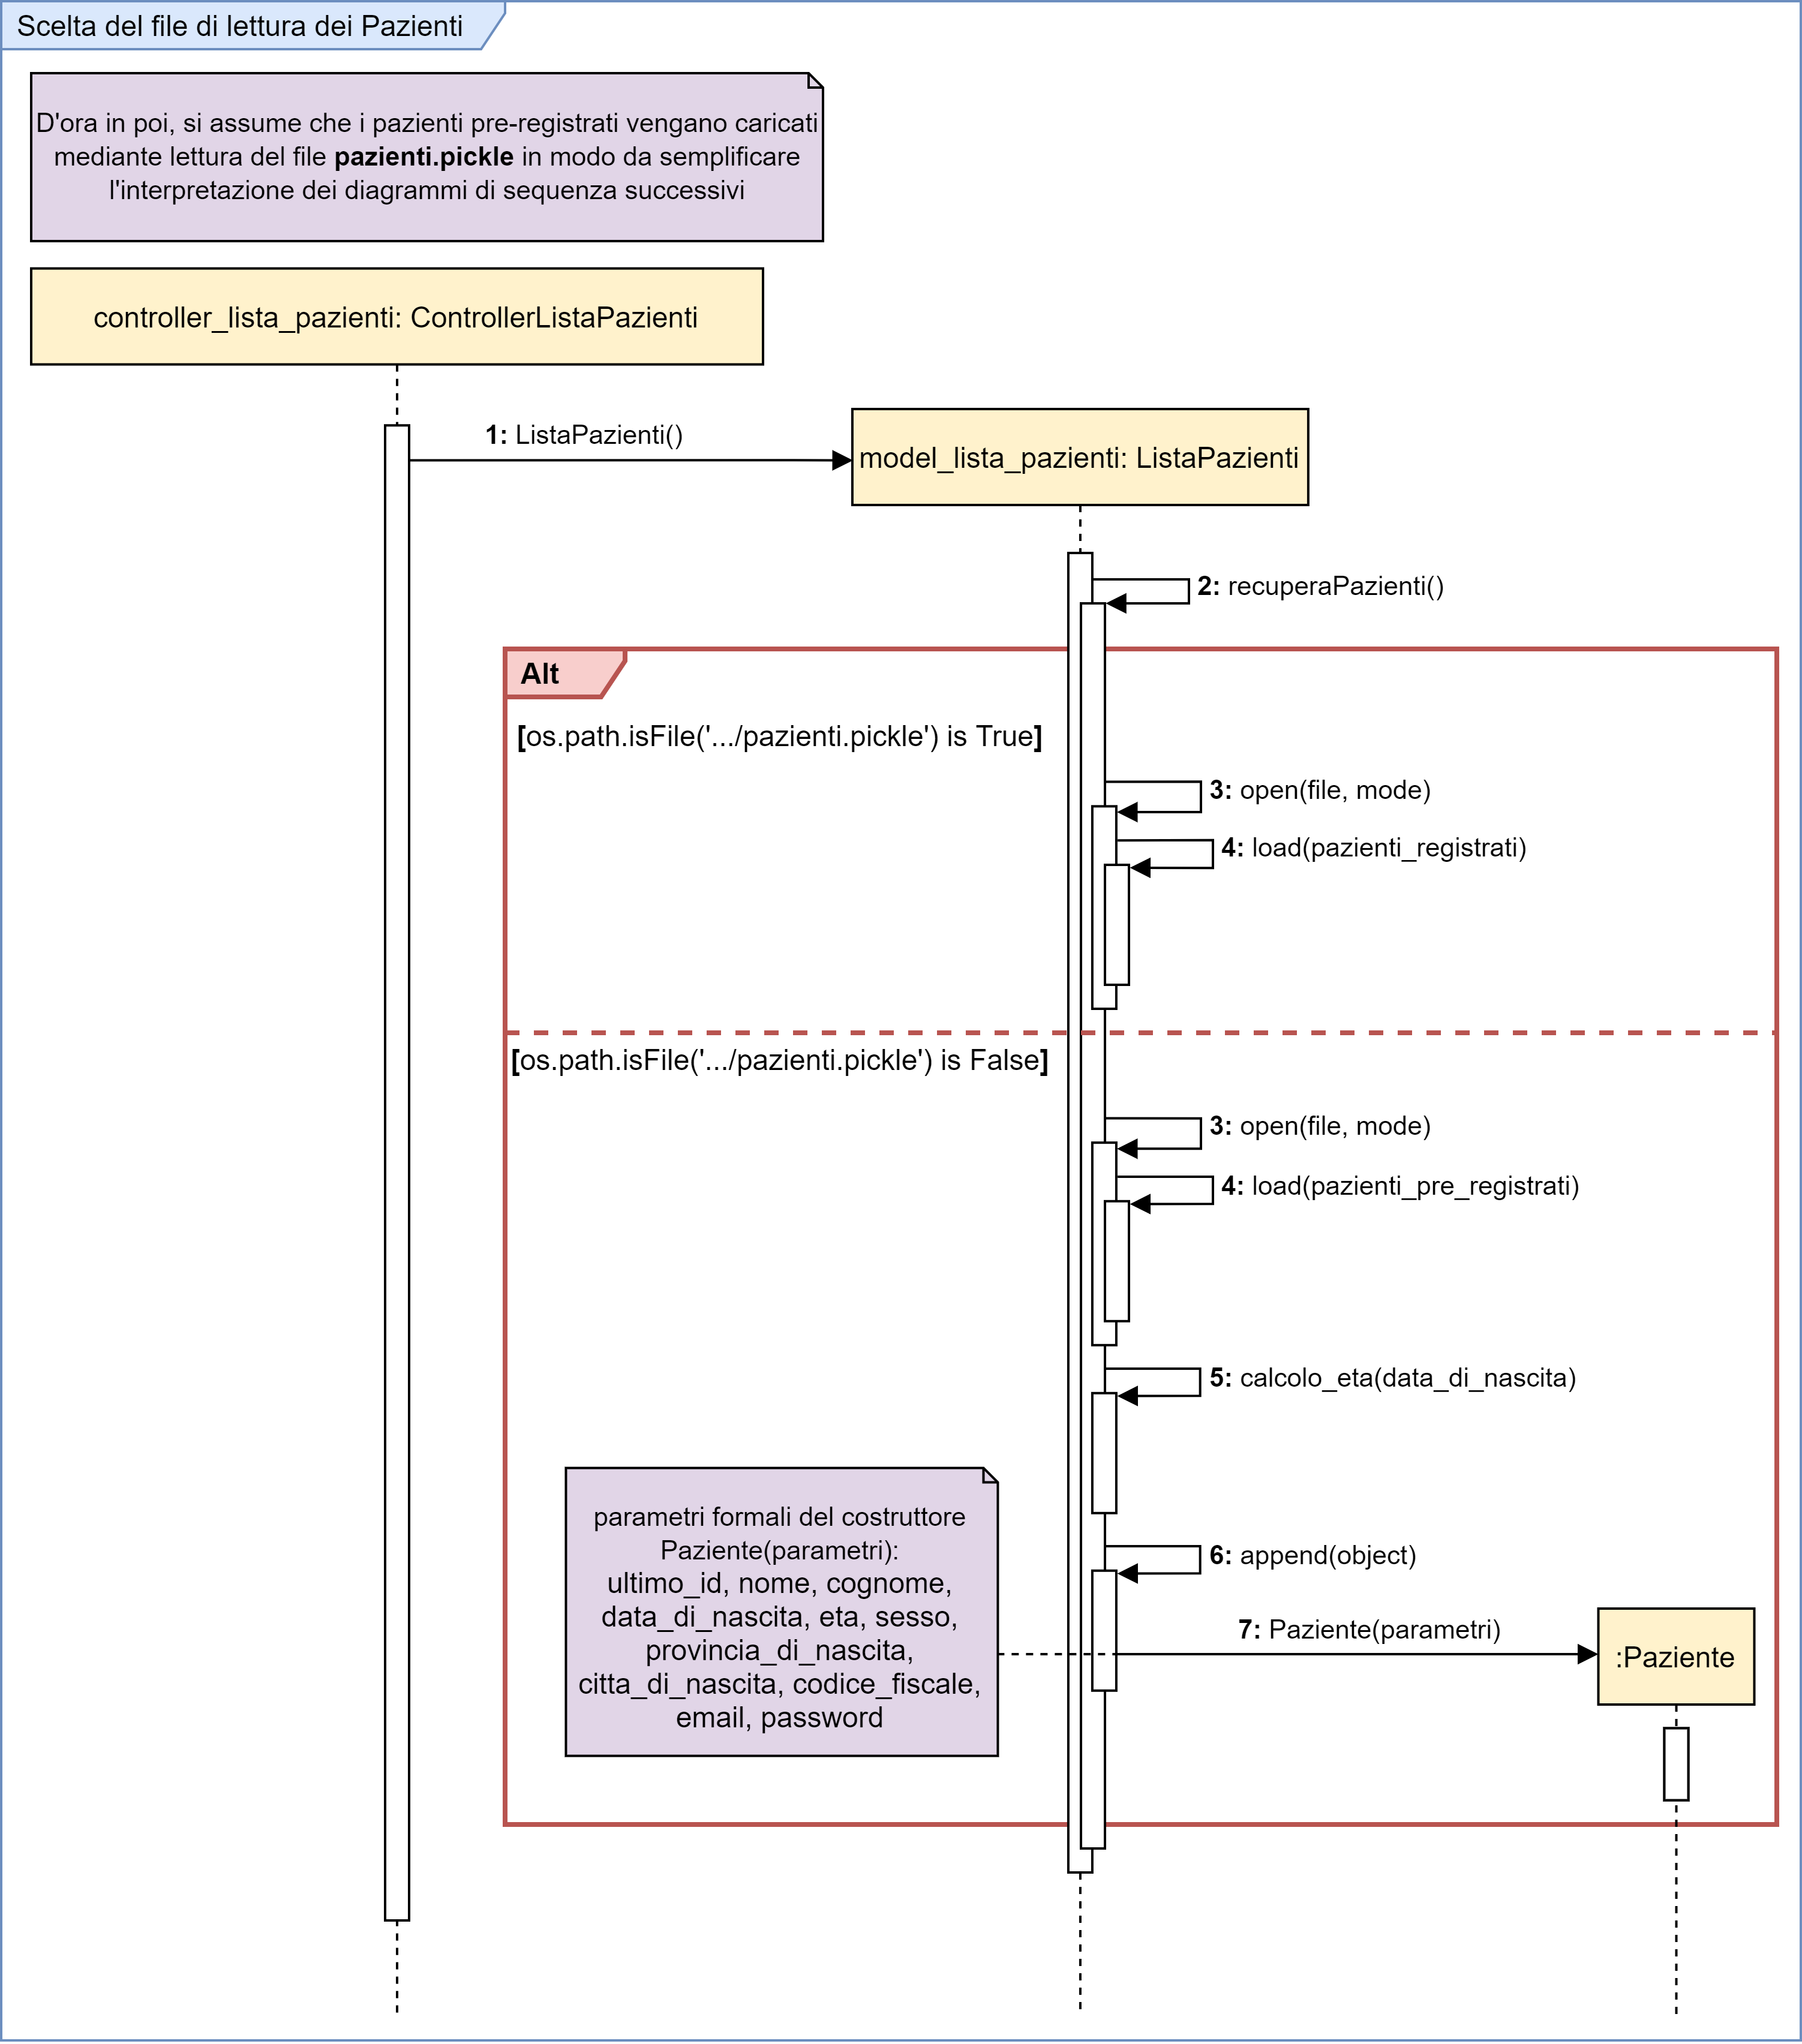 Scelta del file di lettura dei Pazienti
D'ora in poi, si assume che i pazienti pre-registrati vengano caricati
mediante lettura del file pazienti.pickle in modo da semplificare
l'interpretazione dei diagrammi di sequenza successivi
controller_lista_pazienti: ControllerListaPazienti
1: ListaPazienti()
model_lista_pazienti: ListaPazienti
2: recuperaPazienti()
Alt
[os.path.isFile('.../pazienti.pickle') is True]
3: open(file, mode)
4: load(pazienti_registrati)
[os.path.isFile('.../pazienti.pickle') is False]
3: open(file, mode)
4: load(pazienti_pre_registrati)
5: calcolo_eta(data_di_nascita)
parametri formali del costruttore
Paziente(parametri):
ultimo_id, nome, cognome,
data_di_nascita, eta, sesso,
provincia_di_nascita,
citta_di_nascita, codice_fiscale,
email, password
6: append(object)
7: Paziente(parametri)
:Paziente